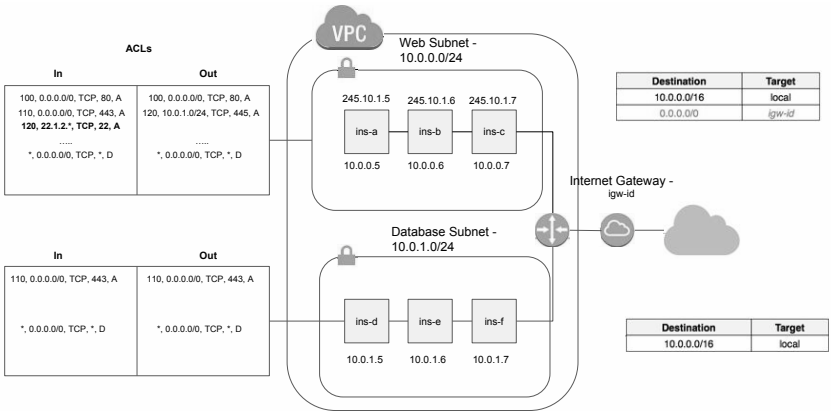 VPC
ACLs
In
Out
100, 0.0.0.0/0, TCP, 80, A
110, 0.0.0.0/0, TCP, 443, A
120, 22.1.2.*, TCP, 22, A
.....
*, 0.0.0.0/0, TCP, *, D
100, 0.0.0.0/0, TCP, 80, A
120, 10.0.1.0/24, TCP, 445, A
.....
*, 0.0.0.0/0, TCP, *, D
Web Subnet -
10.0.0.0/24
245.10.1.5
245.10.1.6
245.10.1.7
ins-a
ins-b
ins-c
10.0.0.5
10.0.0.6
10.0.0.7
Destination Target
10.0.0.0/16 local
0.0.0.0/0 igw-id
Internet Gateway -
igw-id
In
Out
110, 0.0.0.0/0, TCP, 443, A
*, 0.0.0.0/0, TCP, *, D
110, 0.0.0.0/0, TCP, 443, A
*, 0.0.0.0/0, TCP, *, D
Database Subnet -
10.0.1.0/24
ins-d
ins-e
ins-f
10.0.1.5
10.0.1.6
10.0.1.7
Destination Target
10.0.0.0/16 local